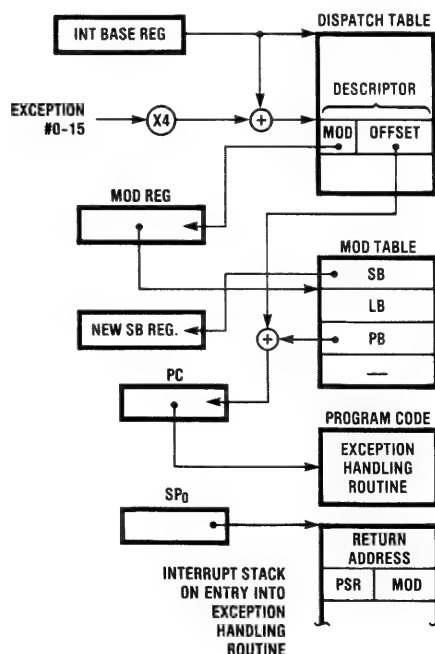 DISPATCH TABLE
INT BASE REG
DESCRIPTOR
EXCEPTION
#0-15
X4
+
MOD
OFFSET
MOD REG
MOD TABLE
SB
LB
NEW SB REG.
+
PB
—
PC
PROGRAM CODE
EXCEPTION
HANDLING
ROUTINE
SP0
RETURN
ADDRESS
PSR
MOD
INTERRUPT STACK
ON ENTRY INTO
EXCEPTION
HANDLING
ROUTINE